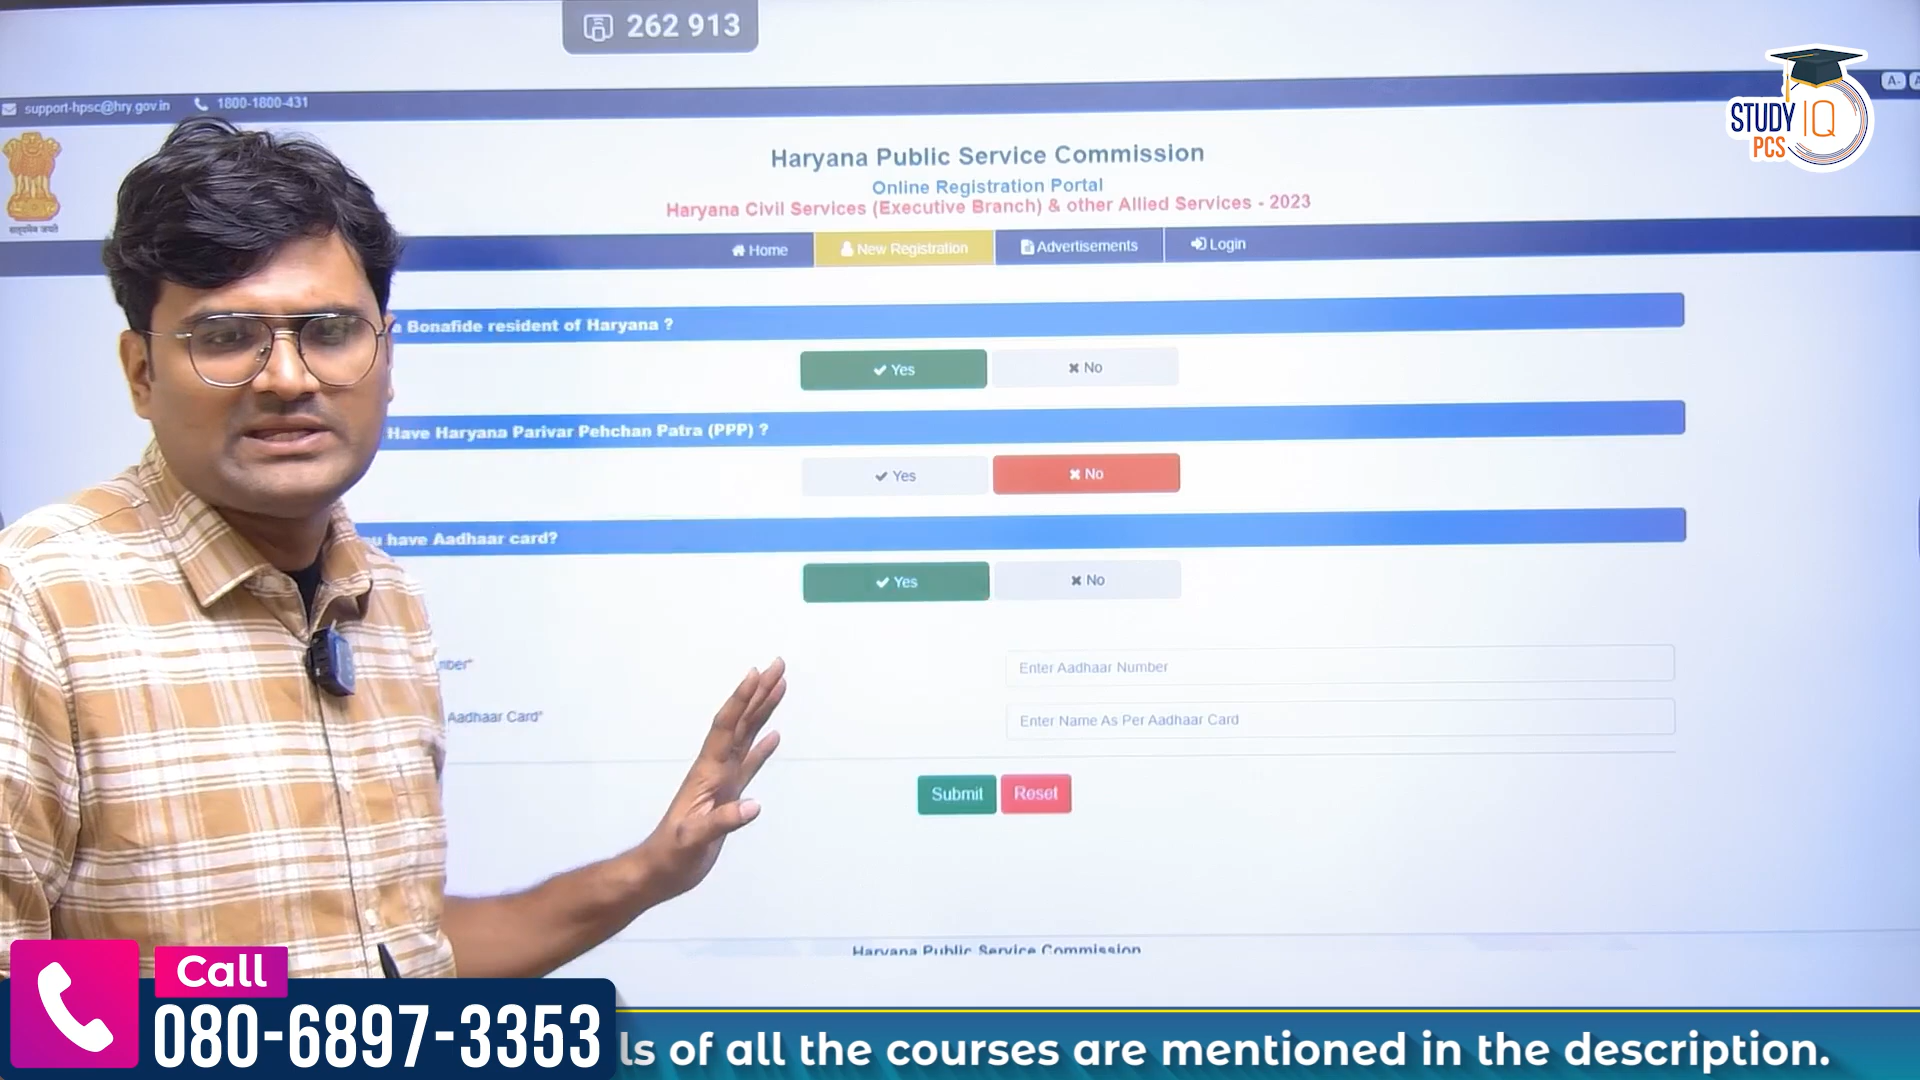 262 913
support-hpsc@hry.gov.in 1800-1800-431
A-
STUDY IQ
PCS
सत्यमेव जयते
Haryana Public Service Commission
Online Registration Portal
Haryana Civil Services (Executive Branch) & other Allied Services - 2023
Home New Registration Advertisements Login
a Bonafide resident of Haryana ?
Yes No
Have Haryana Parivar Pehchan Patra (PPP) ?
Yes No
have Aadhaar card?
Yes No
Enter Aadhaar Number
Aadhaar Card* Enter Name As Per Aadhaar Card
Submit Reset
Haryana Public Service Commission
Call
080-6897-3353
ls of all the courses are mentioned in the description.